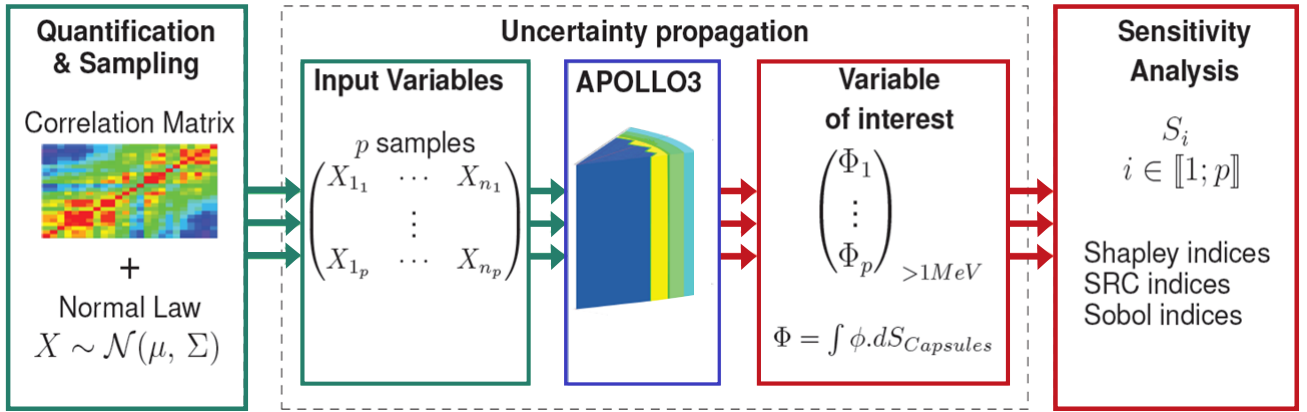 Quantification
& Sampling
Correlation Matrix
+
Normal Law
X ∼ 𝒩(μ, Σ)
Uncertainty propagation
Input Variables
p samples
X_{1_1} ⋯ X_{n_1}
⋮
X_{1_p} ⋯ X_{n_p}
APOLLO3
Variable
of interest
Φ_1
⋮
Φ_p
>1MeV
Φ = ∫ ϕ.dS_{Capsules}
Sensitivity
Analysis
S_i
i ∈ ⟦1; p⟧
Shapley indices
SRC indices
Sobol indices